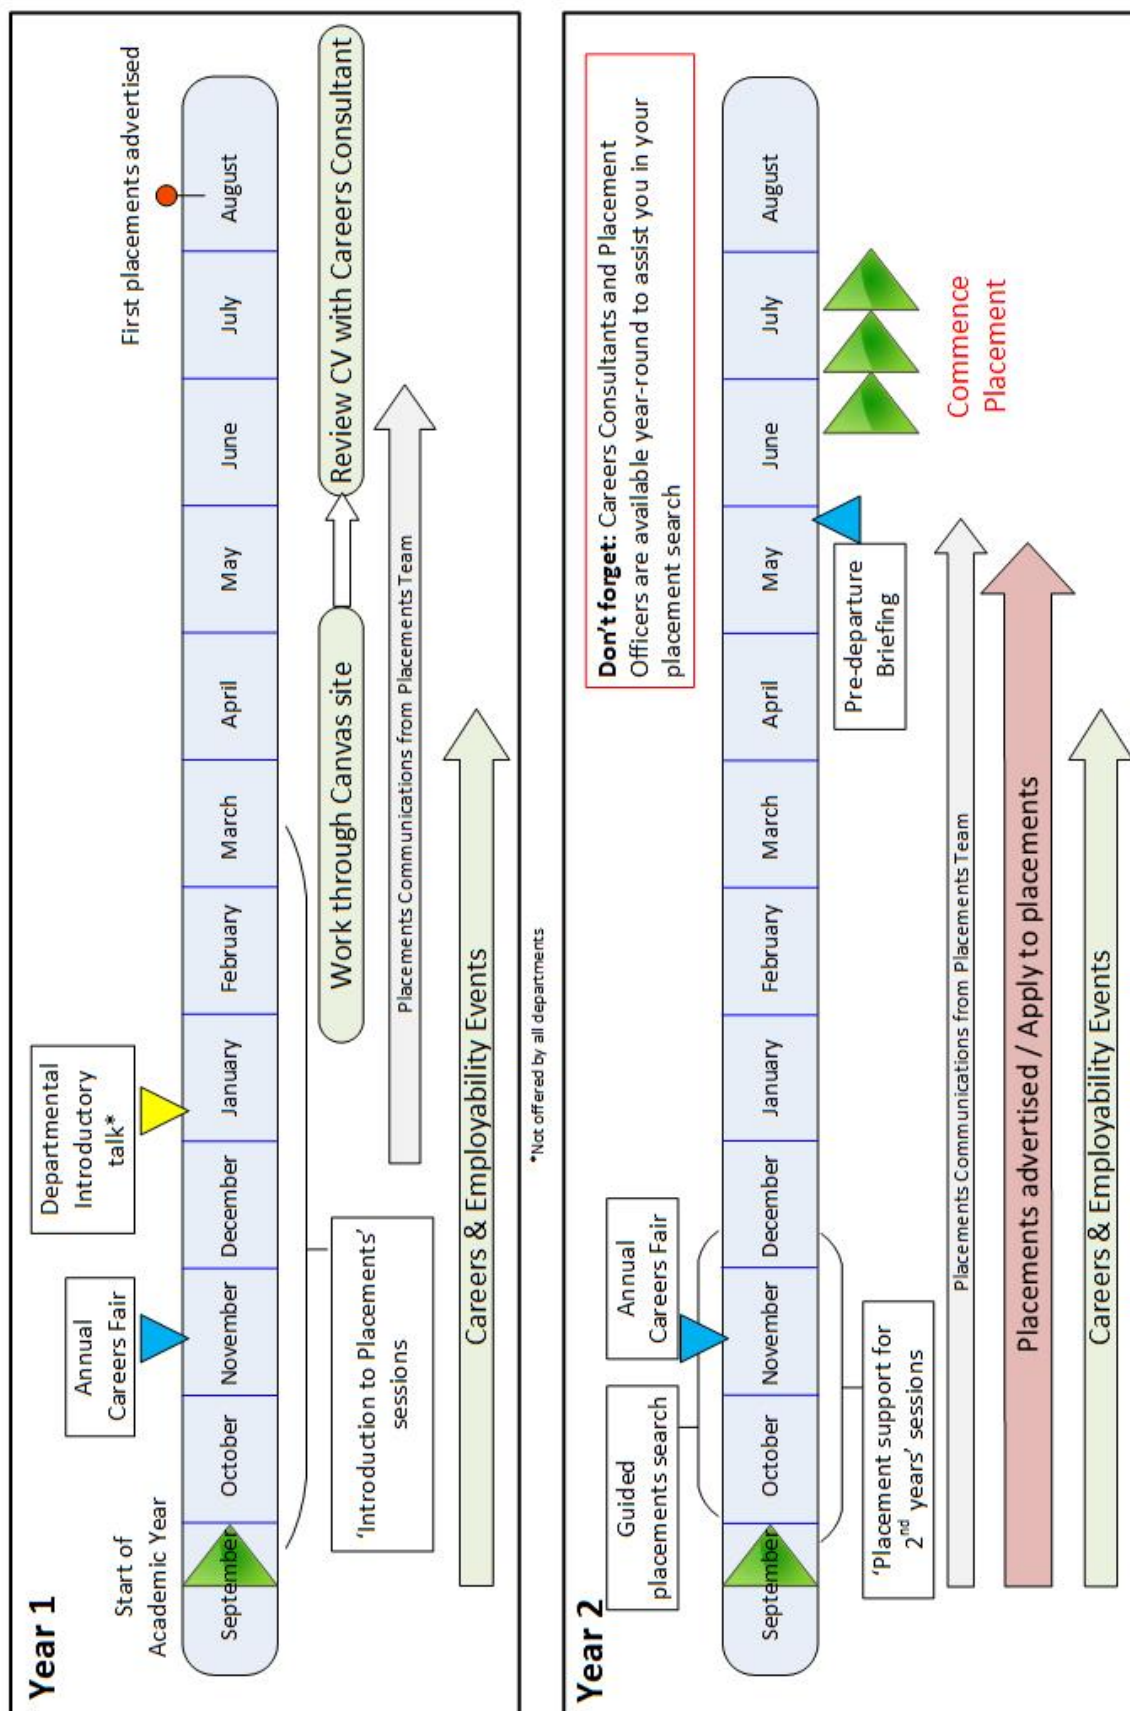 Year 1
Start of
Academic Year
Annual
Careers Fair
Departmental
Introductory
talk*
First placements advertised
September
October
November
December
January
February
March
April
May
June
July
August
'Introduction to Placements'
sessions
Work through Canvas site
Review CV with Careers Consultant
Placements Communications from Placements Team
Careers & Employability Events
*Not offered by all departments
Year 2
Guided
placements search
Annual
Careers Fair
Don't forget: Careers Consultants and Placement
Officers are available year-round to assist you in your
placement search
September
October
November
December
January
February
March
April
May
June
July
August
'Placement support for
2nd years' sessions
Pre-departure
Briefing
Commence
Placement
Placements Communications from Placements Team
Placements advertised / Apply to placements
Careers & Employability Events